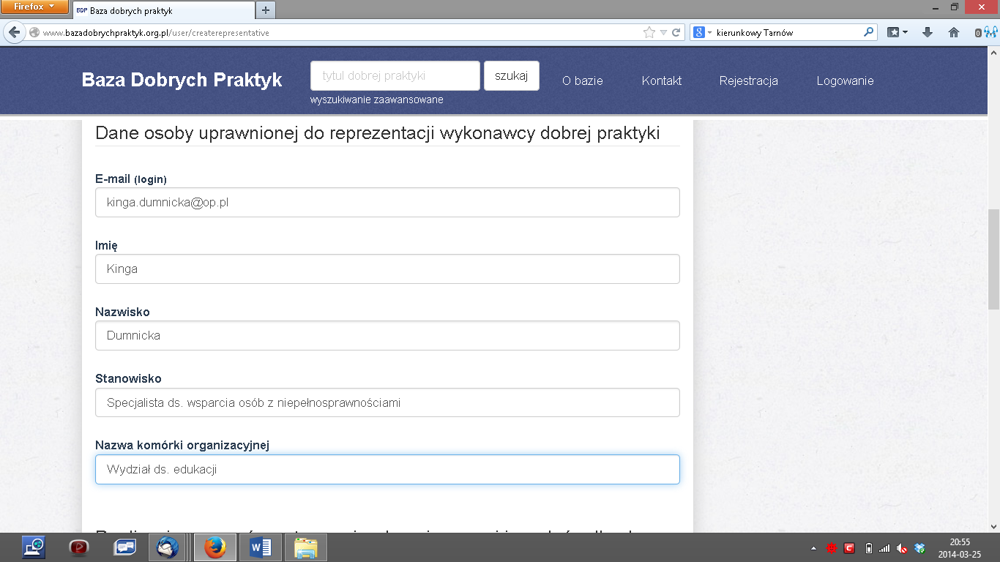 Firefox
BDP Baza dobrych praktyk
www.bazadobrychpraktyk.org.pl/user/createrepresentative
kierunkowy Tarnów
0
Baza Dobrych Praktyk
tytul dobrej praktyki
szukaj
O bazie
Kontakt
Rejestracja
Logowanie
wyszukiwanie zaawansowane
Dane osoby uprawnionej do reprezentacji wykonawcy dobrej praktyki
E-mail (login)
kinga.dumnicka@op.pl
Imię
Kinga
Nazwisko
Dumnicka
Stanowisko
Specjalista ds. wsparcia osób z niepełnosprawnościami
Nazwa komórki organizacyjnej
Wydział ds. edukacji
20:55
2014-03-25